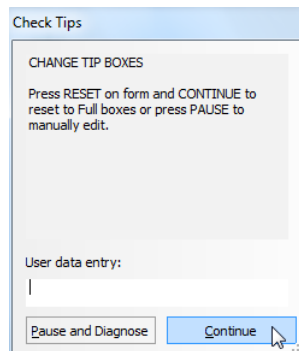 Check Tips
CHANGE TIP BOXES
Press RESET on form and CONTINUE to
reset to Full boxes or press PAUSE to
manually edit.
User data entry:
Pause and Diagnose
Continue